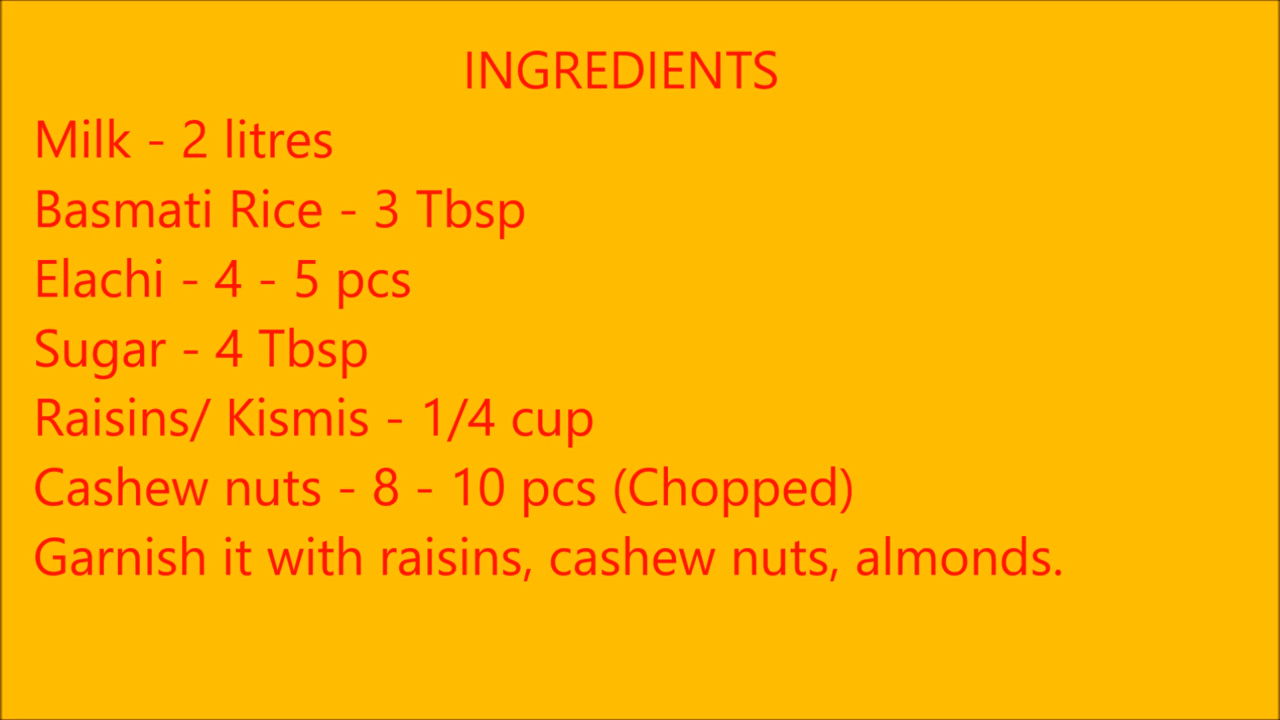 INGREDIENTS
Milk - 2 litres
Basmati Rice - 3 Tbsp
Elachi - 4 - 5 pcs
Sugar - 4 Tbsp
Raisins/ Kismis - 1/4 cup
Cashew nuts - 8 - 10 pcs (Chopped)
Garnish it with raisins, cashew nuts, almonds.